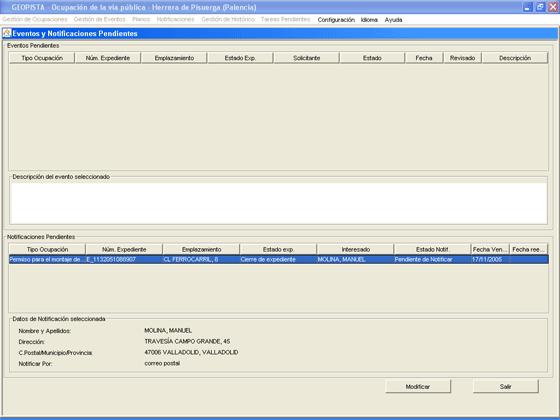 GEOPISTA - Ocupación de la via pública - Herrera de Pisuerga (Palencia)
Gestión de Ocupaciones Gestión de Eventos Planos Notificaciones Gestión de Histórico Tareas Pendientes Configuración Idioma Ayuda
Eventos y Notificaciones Pendientes
Eventos Pendientes
Tipo Ocupación Núm. Expediente Emplazamiento Estado Exp. Solicitante Estado Fecha Revisado Descripción
Descripción del evento seleccionado
Notificaciones Pendientes
Tipo Ocupación Núm. Expediente Emplazamiento Estado exp. Interesado Estado Notif. Fecha Ven... Fecha ree...
Permiso para el montaje de... E_1132051086907 CL FERROCARRIL, 8 Cierre de expediente MOLINA, MANUEL Pendiente de Notificar 17/11/2005
Datos de Notificación seleccionada
Nombre y Apellidos: MOLINA, MANUEL
Dirección: TRAVESÍA CAMPO GRANDE, 45
C.Postal/Municipio/Provincia: 47006 VALLADOLID, VALLADOLID
Notificar Por: correo postal
Modificar Salir